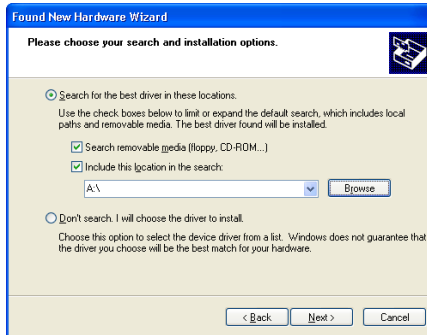 Found New Hardware Wizard
Please choose your search and installation options.
Search for the best driver in these locations.
Use the check boxes below to limit or expand the default search, which includes local
paths and removable media. The best driver found will be installed.
Search removable media (floppy, CD-ROM...)
Include this location in the search:
A:\
Browse
Don't search. I will choose the driver to install.
Choose this option to select the device driver from a list. Windows does not guarantee that
the driver you choose will be the best match for your hardware.
< Back Next > Cancel